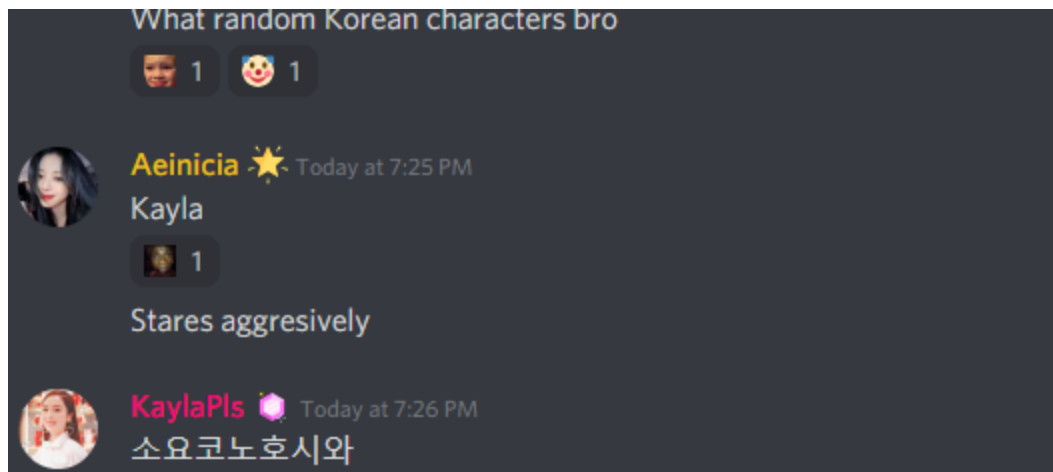 What random Korean characters bro
1 1
Aeinicia Today at 7:25 PM
Kayla
1
Stares aggresively
KaylaPls Today at 7:26 PM
소요코노호시와